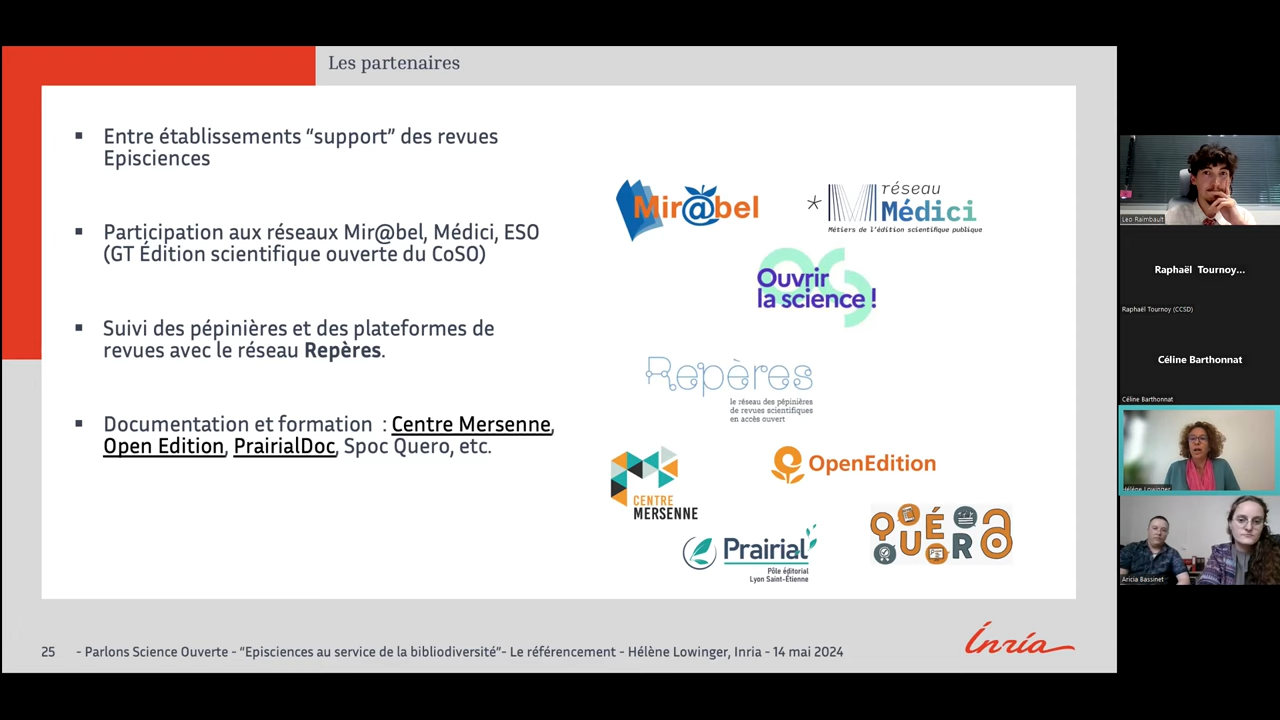 Les partenaires
Entre établissements “support” des revues
Episciences
Participation aux réseaux Mir@bel, Médici, ESO
(GT Édition scientifique ouverte du CoSO)
Suivi des pépinières et des plateformes de
revues avec le réseau Repères.
Documentation et formation : Centre Mersenne,
Open Edition, PrairialDoc, Spoc Quero, etc.
Mir@bel
* M réseau
Médici
Métiers de l'édition scientifique publique
Ouvrir
la science !
Repères
le réseau des pépinières
de revues scientifiques
en accès ouvert
CENTRE
MERSENNE
OpenEdition
Prairial
Pôle éditorial
Lyon Saint-Étienne
QUÉRO
25 - Parlons Science Ouverte - “Episciences au service de la bibliodiversité”- Le référencement - Hélène Lowinger, Inria - 14 mai 2024
Inria
Leo Raimbault
Raphaël Tournoy...
Raphaël Tournoy (CCSD)
Céline Barthonnat
Céline Barthonnat
Hélène Lowinger
Aricia Bassinet